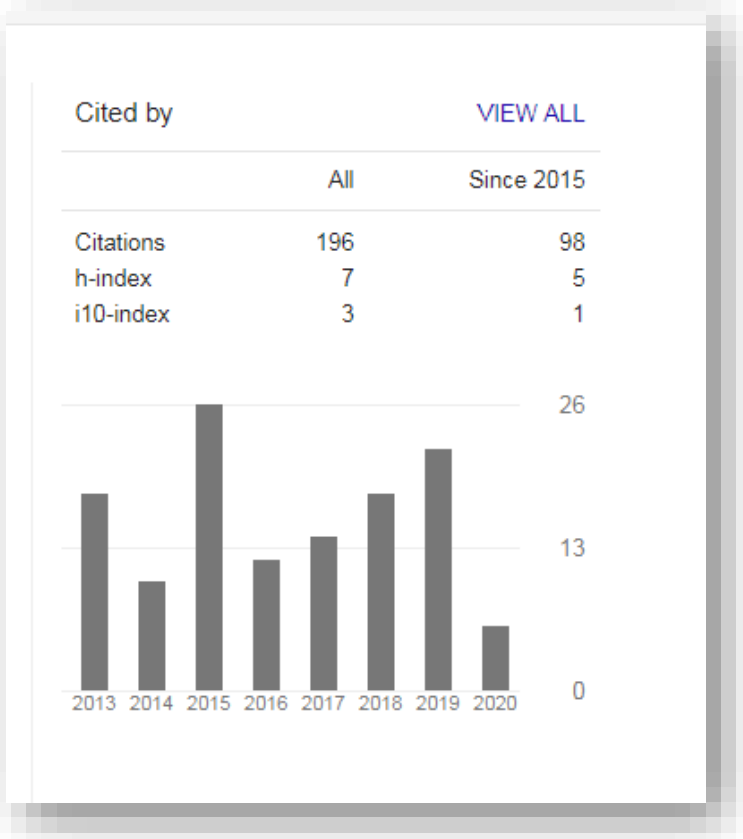 Cited by VIEW ALL
All Since 2015
Citations 196 98
h-index 7 5
i10-index 3 1
26
13
0
2013 2014 2015 2016 2017 2018 2019 2020